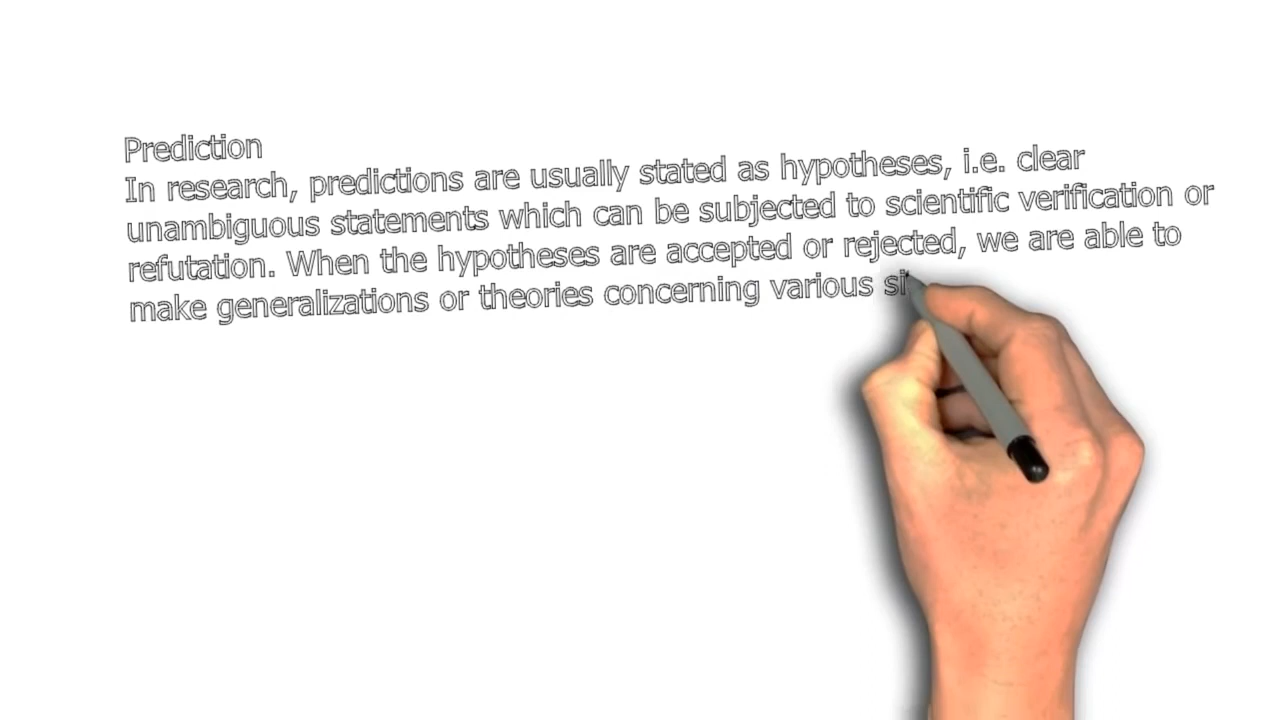 Prediction
In research, predictions are usually stated as hypotheses, i.e. clear
unambiguous statements which can be subjected to scientific verification or
refutation. When the hypotheses are accepted or rejected, we are able to
make generalizations or theories concerning various